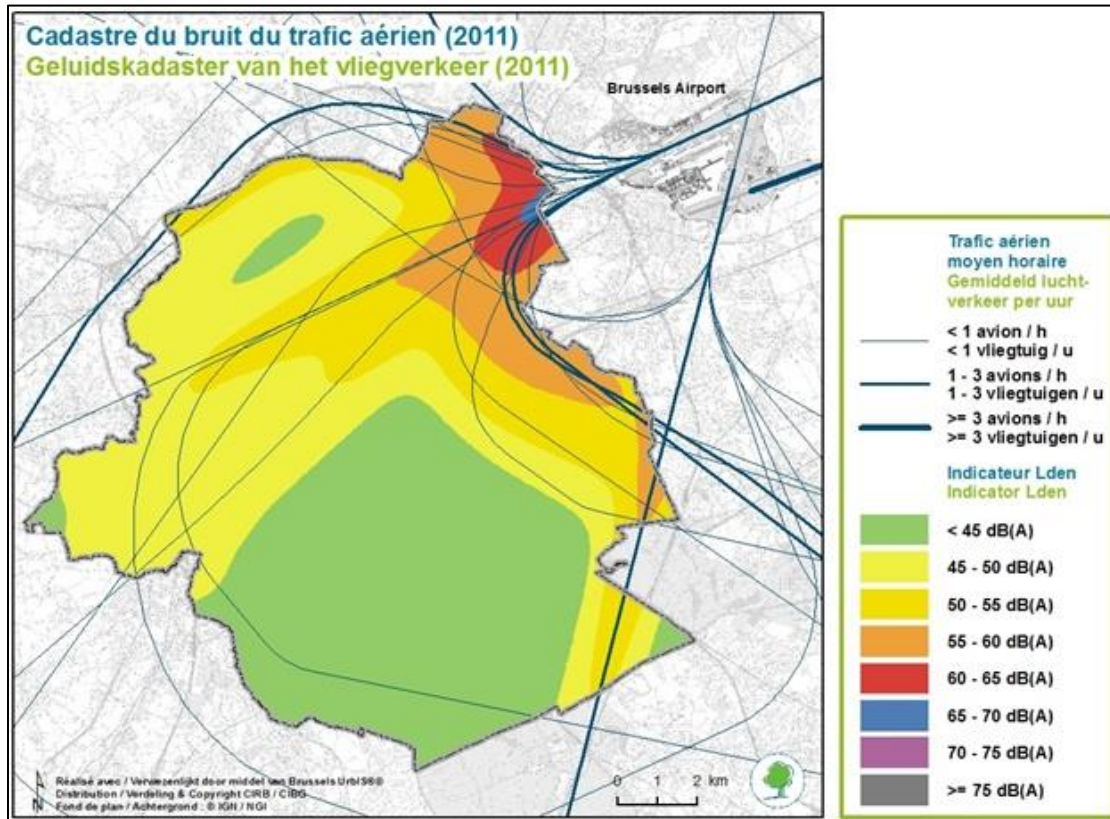 Cadastre du bruit du trafic aérien (2011)
Geluidskadaster van het vliegverkeer (2011)
Brussels Airport
Trafic aérien
moyen horaire
Gemiddeld lucht-
verkeer per uur
< 1 avion / h
< 1 vliegtuig / u
1 - 3 avions / h
1 - 3 vliegtuigen / u
>= 3 avions / h
>= 3 vliegtuigen / u
Indicateur Lden
Indicator Lden
< 45 dB(A)
45 - 50 dB(A)
50 - 55 dB(A)
55 - 60 dB(A)
60 - 65 dB(A)
65 - 70 dB(A)
70 - 75 dB(A)
>= 75 dB(A)
N
Réalisé avec / Verwezenlijkt door middel van Brussels UrbIS®©
Distribution / Verdeling & Copyright CIRB / CIBG
Fond de plan / Achtergrond : © IGN / NGI
0 1 2 km